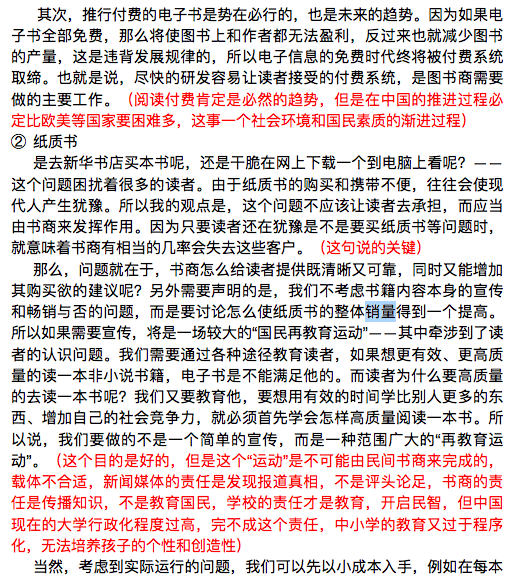 其次，推行付费的电子书是势在必行的，也是未来的趋势。因为如果电
子书全部免费，那么将使图书上和作者都无法盈利，反过来也就减少图书
的产量，这是违背发展规律的，所以电子信息的免费时代终将被付费系统
取缔。也就是说，尽快的研发容易让读者接受的付费系统，是图书商需要
做的主要工作。（阅读付费肯定是必然的趋势，但是在中国的推进过程必
定比欧美等国家要困难多，这事一个社会环境和国民素质的渐进过程）
② 纸质书
是去新华书店买本书呢，还是干脆在网上下载一个到电脑上看呢？——
这个问题困扰着很多的读者。由于纸质书的购买和携带不便，往往会使现
代人产生犹豫。所以我的观点是，这个问题不应该让读者去承担，而应当
由书商来发挥作用。因为只要读者还在犹豫是不是要买纸质书等问题时，
就意味着书商有相当的几率会失去这些客户。（这句说的关键）
那么，问题就在于，书商怎么给读者提供既清晰又可靠，同时又能增加
其购买欲的建议呢？另外需要声明的是，我们不考虑书籍内容本身的宣传
和畅销与否的问题，而是要讨论怎么使纸质书的整体销量得到一个提高。
所以如果需要宣传，将是一场较大的“国民再教育运动”——其中牵涉到了读
者的认识问题。我们需要通过各种途径教育读者，如果想更有效、更高质
量的读一本非小说书籍，电子书是不能满足他的。而读者为什么要高质量
的去读一本书呢？我们又要教育他，要想用有效的时间学比别人更多的东
西、增加自己的社会竞争力，就必须首先学会怎样高质量阅读一本书。所
以说，我们要做的不是一个简单的宣传，而是一种范围广大的“再教育运
动”。（这个目的是好的，但是这个“运动”是不可能由民间书商来完成的，
载体不合适，新闻媒体的责任是发现报道真相，不是评头论足，书商的责
任是传播知识，不是教育国民，学校的责任才是教育，开启民智，但中国
现在的大学行政化程度过高，完不成这个责任，中小学的教育又过于程序
化，无法培养孩子的个性和创造性）
当然，考虑到实际运行的问题，我们可以先以小成本入手，例如在每本